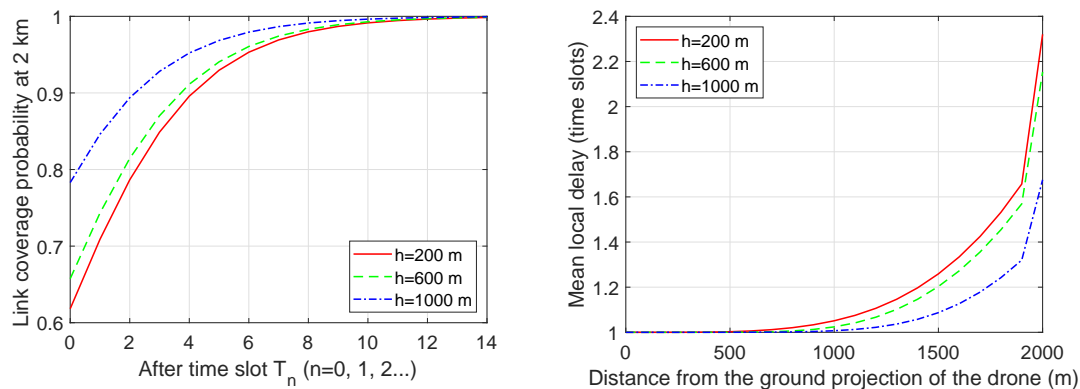 Link coverage probability at 2 km
1
0.9
0.8
0.7
0.6
0 2 4 6 8 10 12 14
After time slot T_n (n=0, 1, 2...)
h=200 m
h=600 m
h=1000 m
Mean local delay (time slots)
2.4
2.2
2
1.8
1.6
1.4
1.2
1
0 500 1000 1500 2000
Distance from the ground projection of the drone (m)
h=200 m
h=600 m
h=1000 m